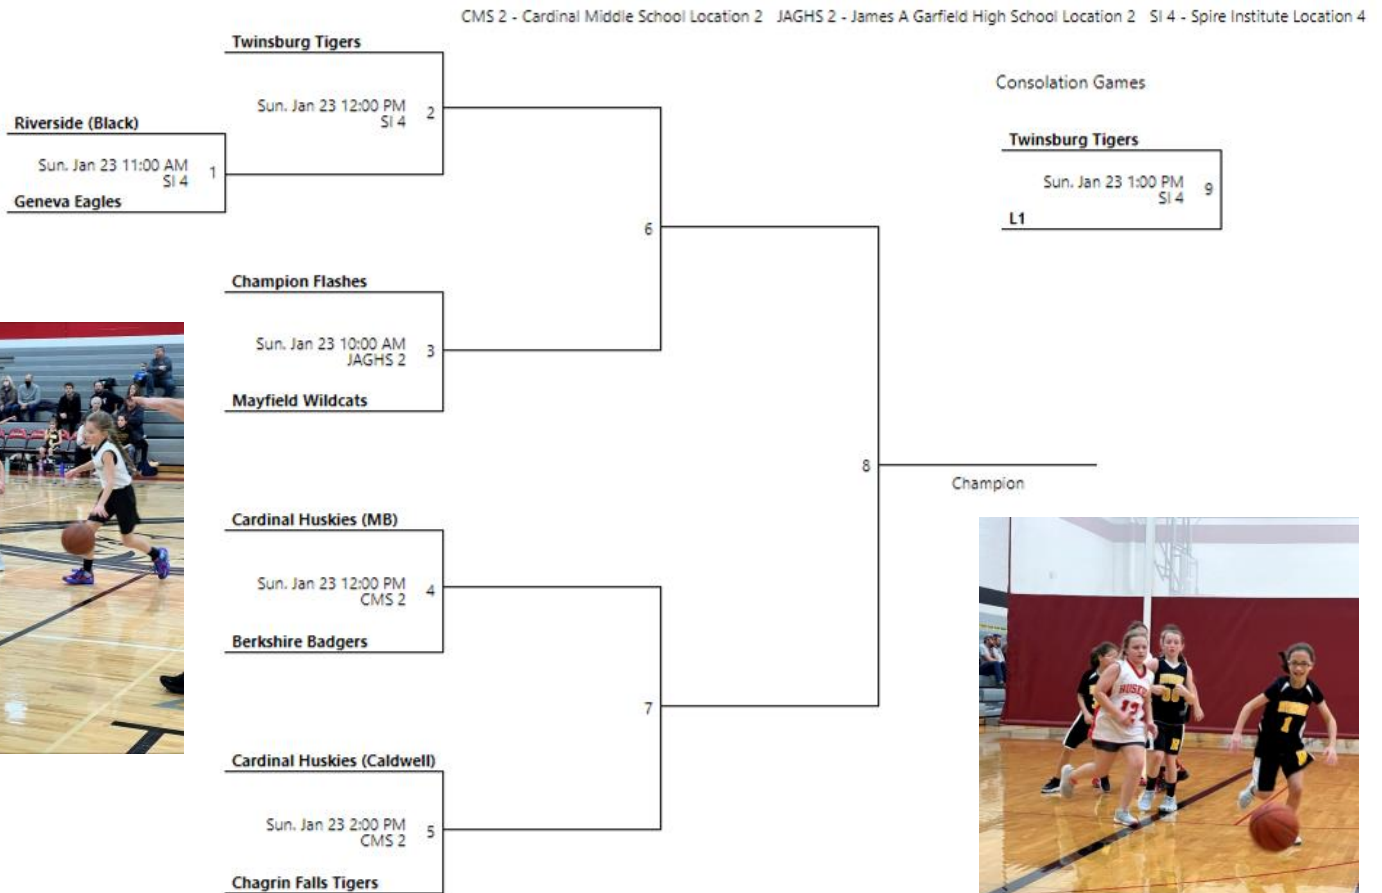 CMS 2 - Cardinal Middle School Location 2 JAGHS 2 - James A Garfield High School Location 2 SI 4 - Spire Institute Location 4
Twinsburg Tigers
Sun. Jan 23 12:00 PM
SI 4
2
Riverside (Black)
Sun. Jan 23 11:00 AM
SI 4
1
Geneva Eagles
6
Champion Flashes
Sun. Jan 23 10:00 AM
JAGHS 2
3
Mayfield Wildcats
8
Champion
Cardinal Huskies (MB)
Sun. Jan 23 12:00 PM
CMS 2
4
Berkshire Badgers
7
Cardinal Huskies (Caldwell)
Sun. Jan 23 2:00 PM
CMS 2
5
Chagrin Falls Tigers
Consolation Games
Twinsburg Tigers
Sun. Jan 23 1:00 PM
SI 4
9
L1
1